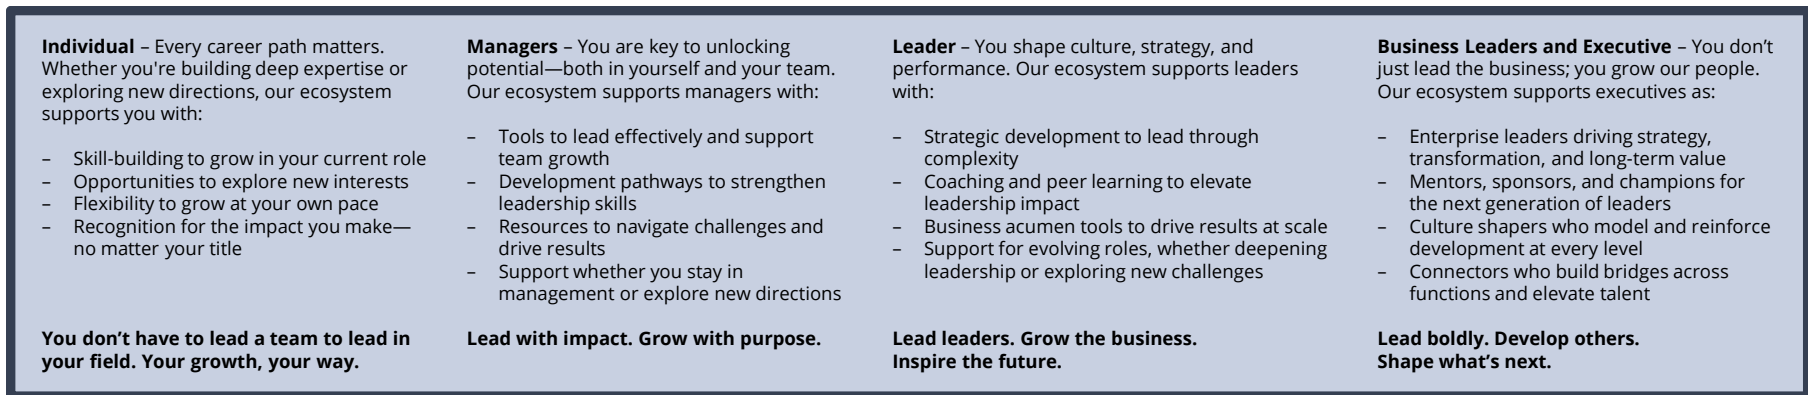 Individual – Every career path matters.
Whether you're building deep expertise or
exploring new directions, our ecosystem
supports you with:
– Skill-building to grow in your current role
– Opportunities to explore new interests
– Flexibility to grow at your own pace
– Recognition for the impact you make—
no matter your title
You don’t have to lead a team to lead in
your field. Your growth, your way.
Managers – You are key to unlocking
potential—both in yourself and your team.
Our ecosystem supports managers with:
– Tools to lead effectively and support
team growth
– Development pathways to strengthen
leadership skills
– Resources to navigate challenges and
drive results
– Support whether you stay in
management or explore new directions
Lead with impact. Grow with purpose.
Leader – You shape culture, strategy, and
performance. Our ecosystem supports leaders
with:
– Strategic development to lead through
complexity
– Coaching and peer learning to elevate
leadership impact
– Business acumen tools to drive results at scale
– Support for evolving roles, whether deepening
leadership or exploring new challenges
Lead leaders. Grow the business.
Inspire the future.
Business Leaders and Executive – You don’t
just lead the business; you grow our people.
Our ecosystem supports executives as:
– Enterprise leaders driving strategy,
transformation, and long-term value
– Mentors, sponsors, and champions for
the next generation of leaders
– Culture shapers who model and reinforce
development at every level
– Connectors who build bridges across
functions and elevate talent
Lead boldly. Develop others.
Shape what’s next.